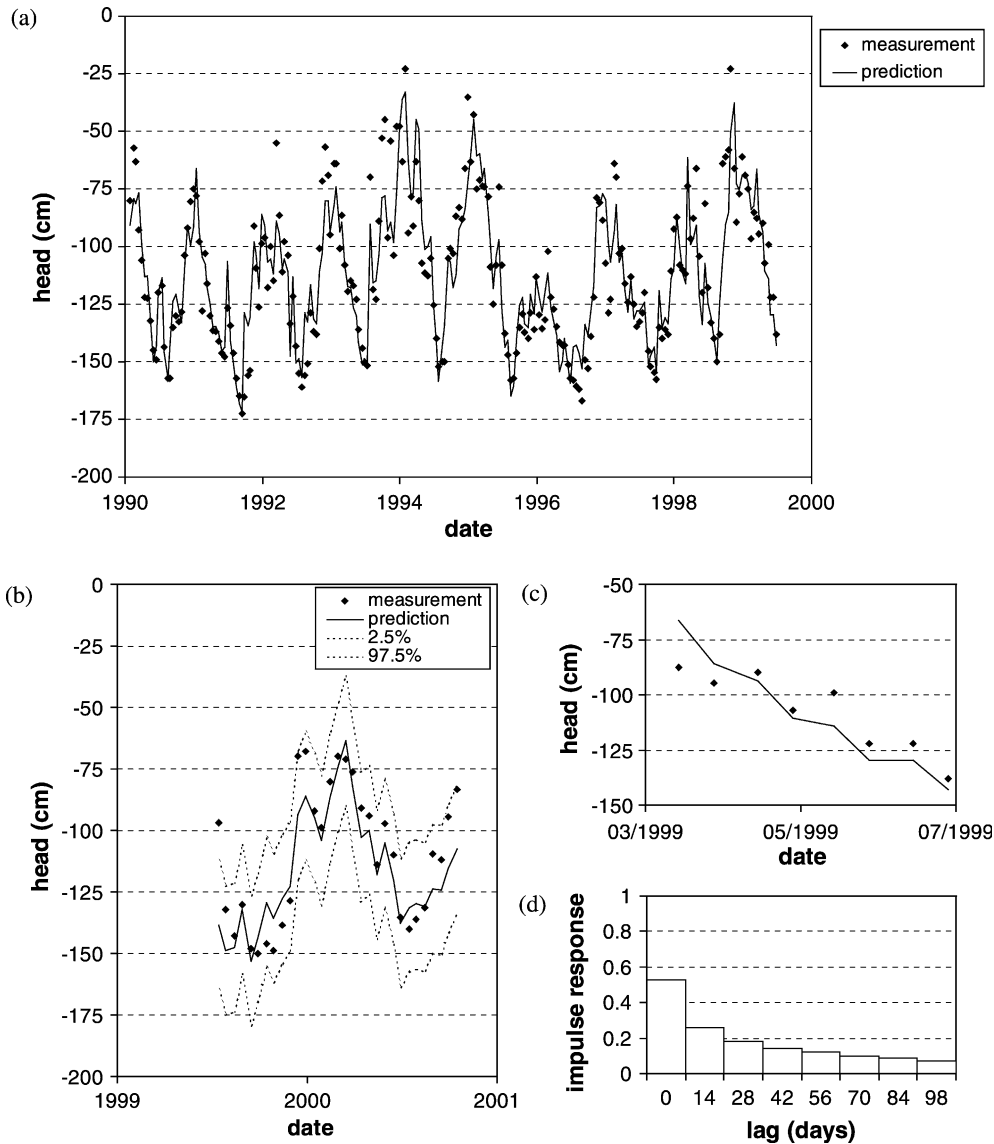 (a)
0
-25
-50
-75
-100
-125
-150
-175
-200
head (cm)
1990 1992 1994 1996 1998 2000
date
measurement
prediction
(b)
0
-25
-50
-75
-100
-125
-150
-175
-200
head (cm)
1999 2000 2001
date
measurement
prediction
2.5%
97.5%
(c)
-50
-75
-100
-125
-150
head (cm)
03/1999 05/1999 07/1999
date
(d)
1
0.8
0.6
0.4
0.2
0
impulse response
0 14 28 42 56 70 84 98
lag (days)